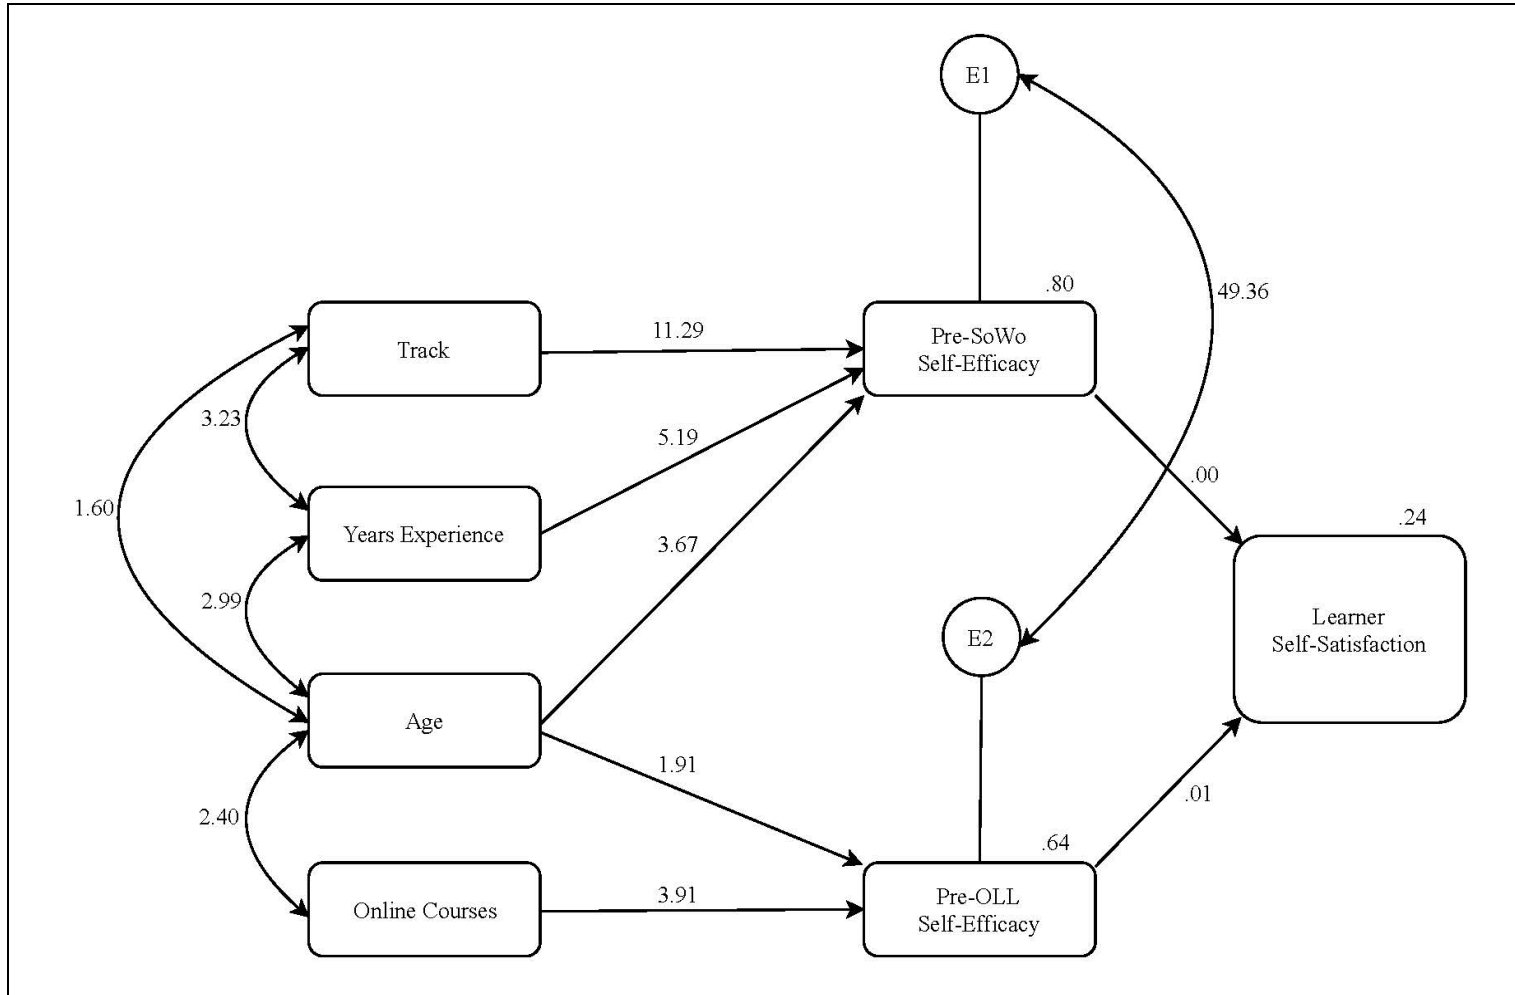 E1
.80
49.36
11.29
Track
Pre-SoWo
Self-Efficacy
3.23
5.19
.00
1.60
Years Experience
3.67
.24
2.99
Learner
Self-Satisfaction
E2
Age
1.91
.01
2.40
.64
3.91
Online Courses
Pre-OLL
Self-Efficacy